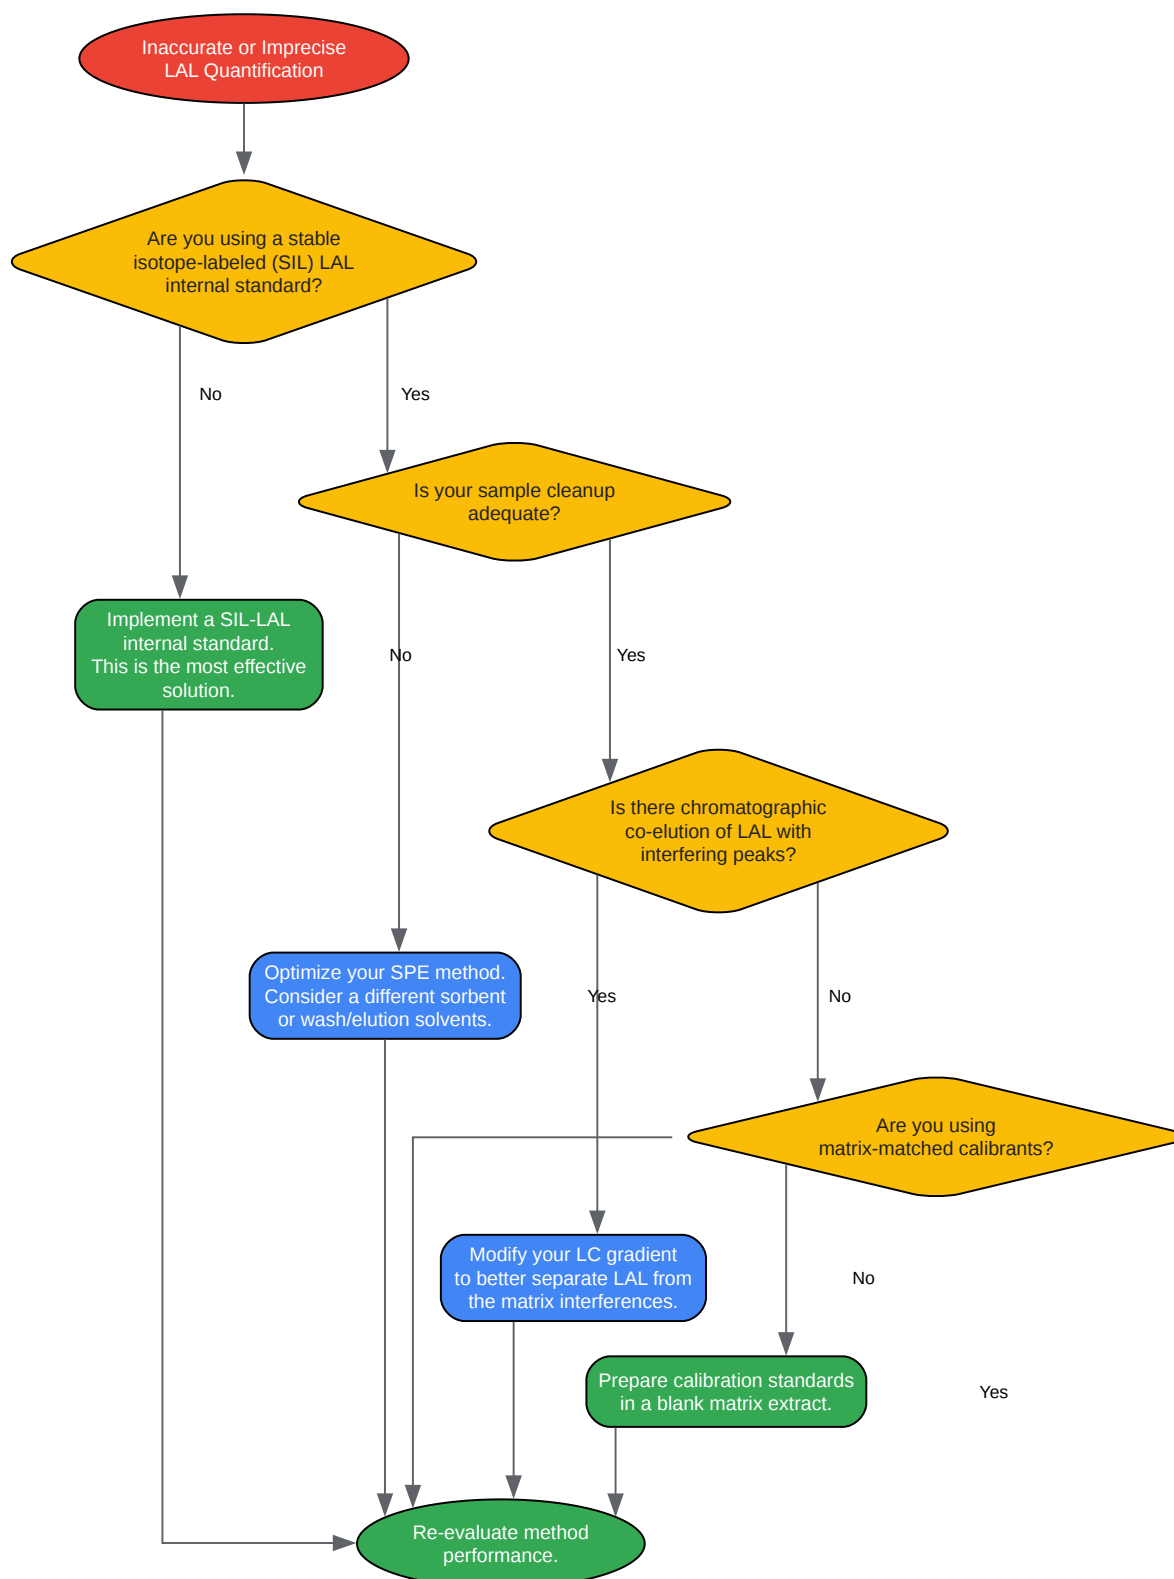 Inaccurate or Imprecise
LAL Quantification
Are you using a stable
isotope-labeled (SIL) LAL
internal standard?
No
Yes
Is your sample cleanup
adequate?
Implement a SIL-LAL
internal standard.
This is the most effective
solution.
No
Yes
Is there chromatographic
co-elution of LAL with
interfering peaks?
Optimize your SPE method.
Consider a different sorbent
or wash/elution solvents.
Yes
No
Are you using
matrix-matched calibrants?
Modify your LC gradient
to better separate LAL from
the matrix interferences.
No
Prepare calibration standards
in a blank matrix extract.
Yes
Re-evaluate method
performance.